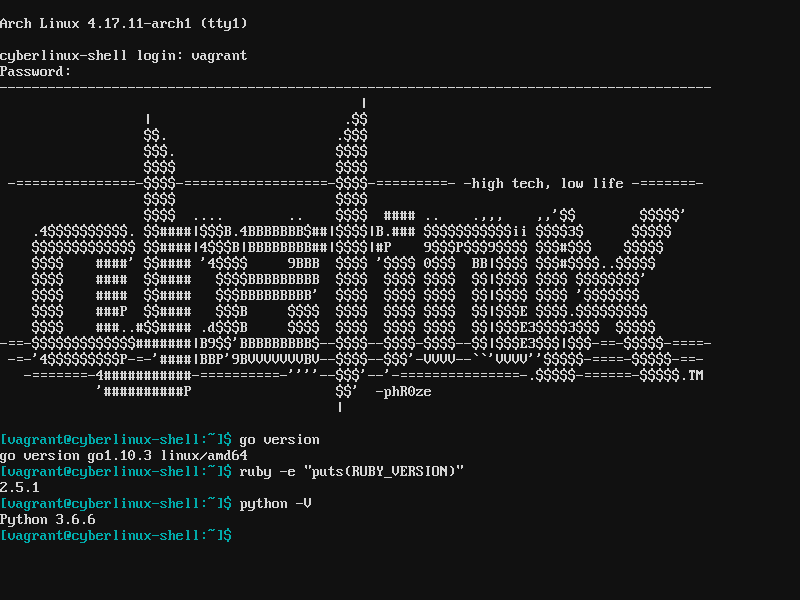 Arch Linux 4.17.11-arch1 (tty1)
cyberlinux-shell login: vagrant
Password:
-high tech, low life -=======-
-phR0ze
.TM
[vagrant@cyberlinux-shell:~]$ go version
go version go1.10.3 linux/amd64
[vagrant@cyberlinux-shell:~]$ ruby -e "puts(RUBY_VERSION)"
2.5.1
[vagrant@cyberlinux-shell:~]$ python -V
Python 3.6.6
[vagrant@cyberlinux-shell:~]$